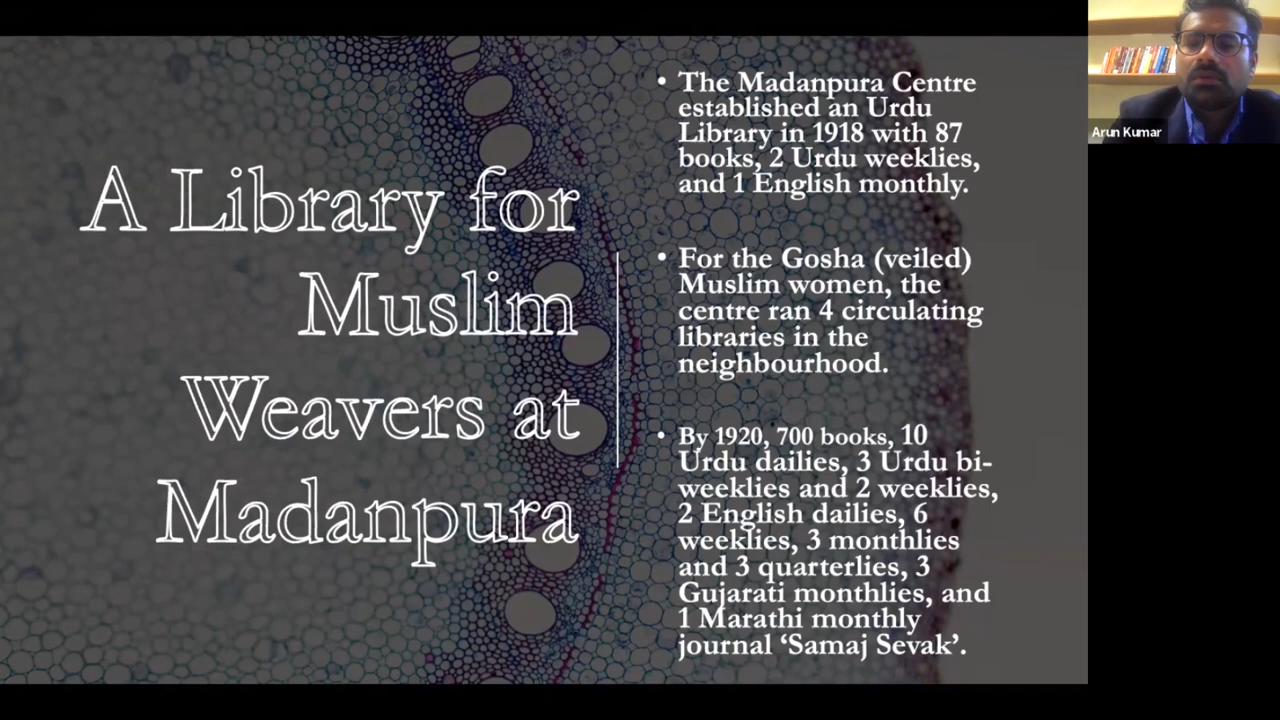 A Library for
Muslim
Weavers at
Madanpura
• The Madanpura Centre
established an Urdu
Library in 1918 with 87
books, 2 Urdu weeklies,
and 1 English monthly.
• For the Gosha (veiled)
Muslim women, the
centre ran 4 circulating
libraries in the
neighbourhood.
• By 1920, 700 books, 10
Urdu dailies, 3 Urdu bi-
weeklies and 2 weeklies,
2 English dailies, 6
weeklies, 3 monthlies
and 3 quarterlies, 3
Gujarati monthlies, and
1 Marathi monthly
journal ‘Samaj Sevak’.
Arun Kumar